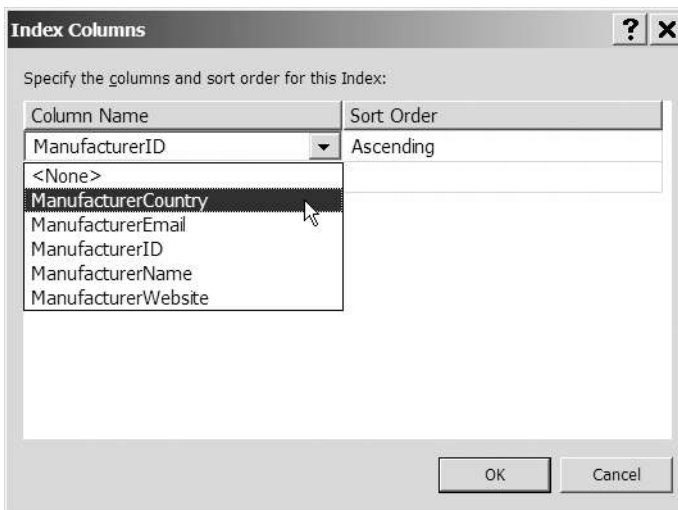 Index Columns ? X
Specify the columns and sort order for this Index:
Column Name Sort Order
ManufacturerID Ascending
<None>
ManufacturerCountry
ManufacturerEmail
ManufacturerID
ManufacturerName
ManufacturerWebsite
OK Cancel